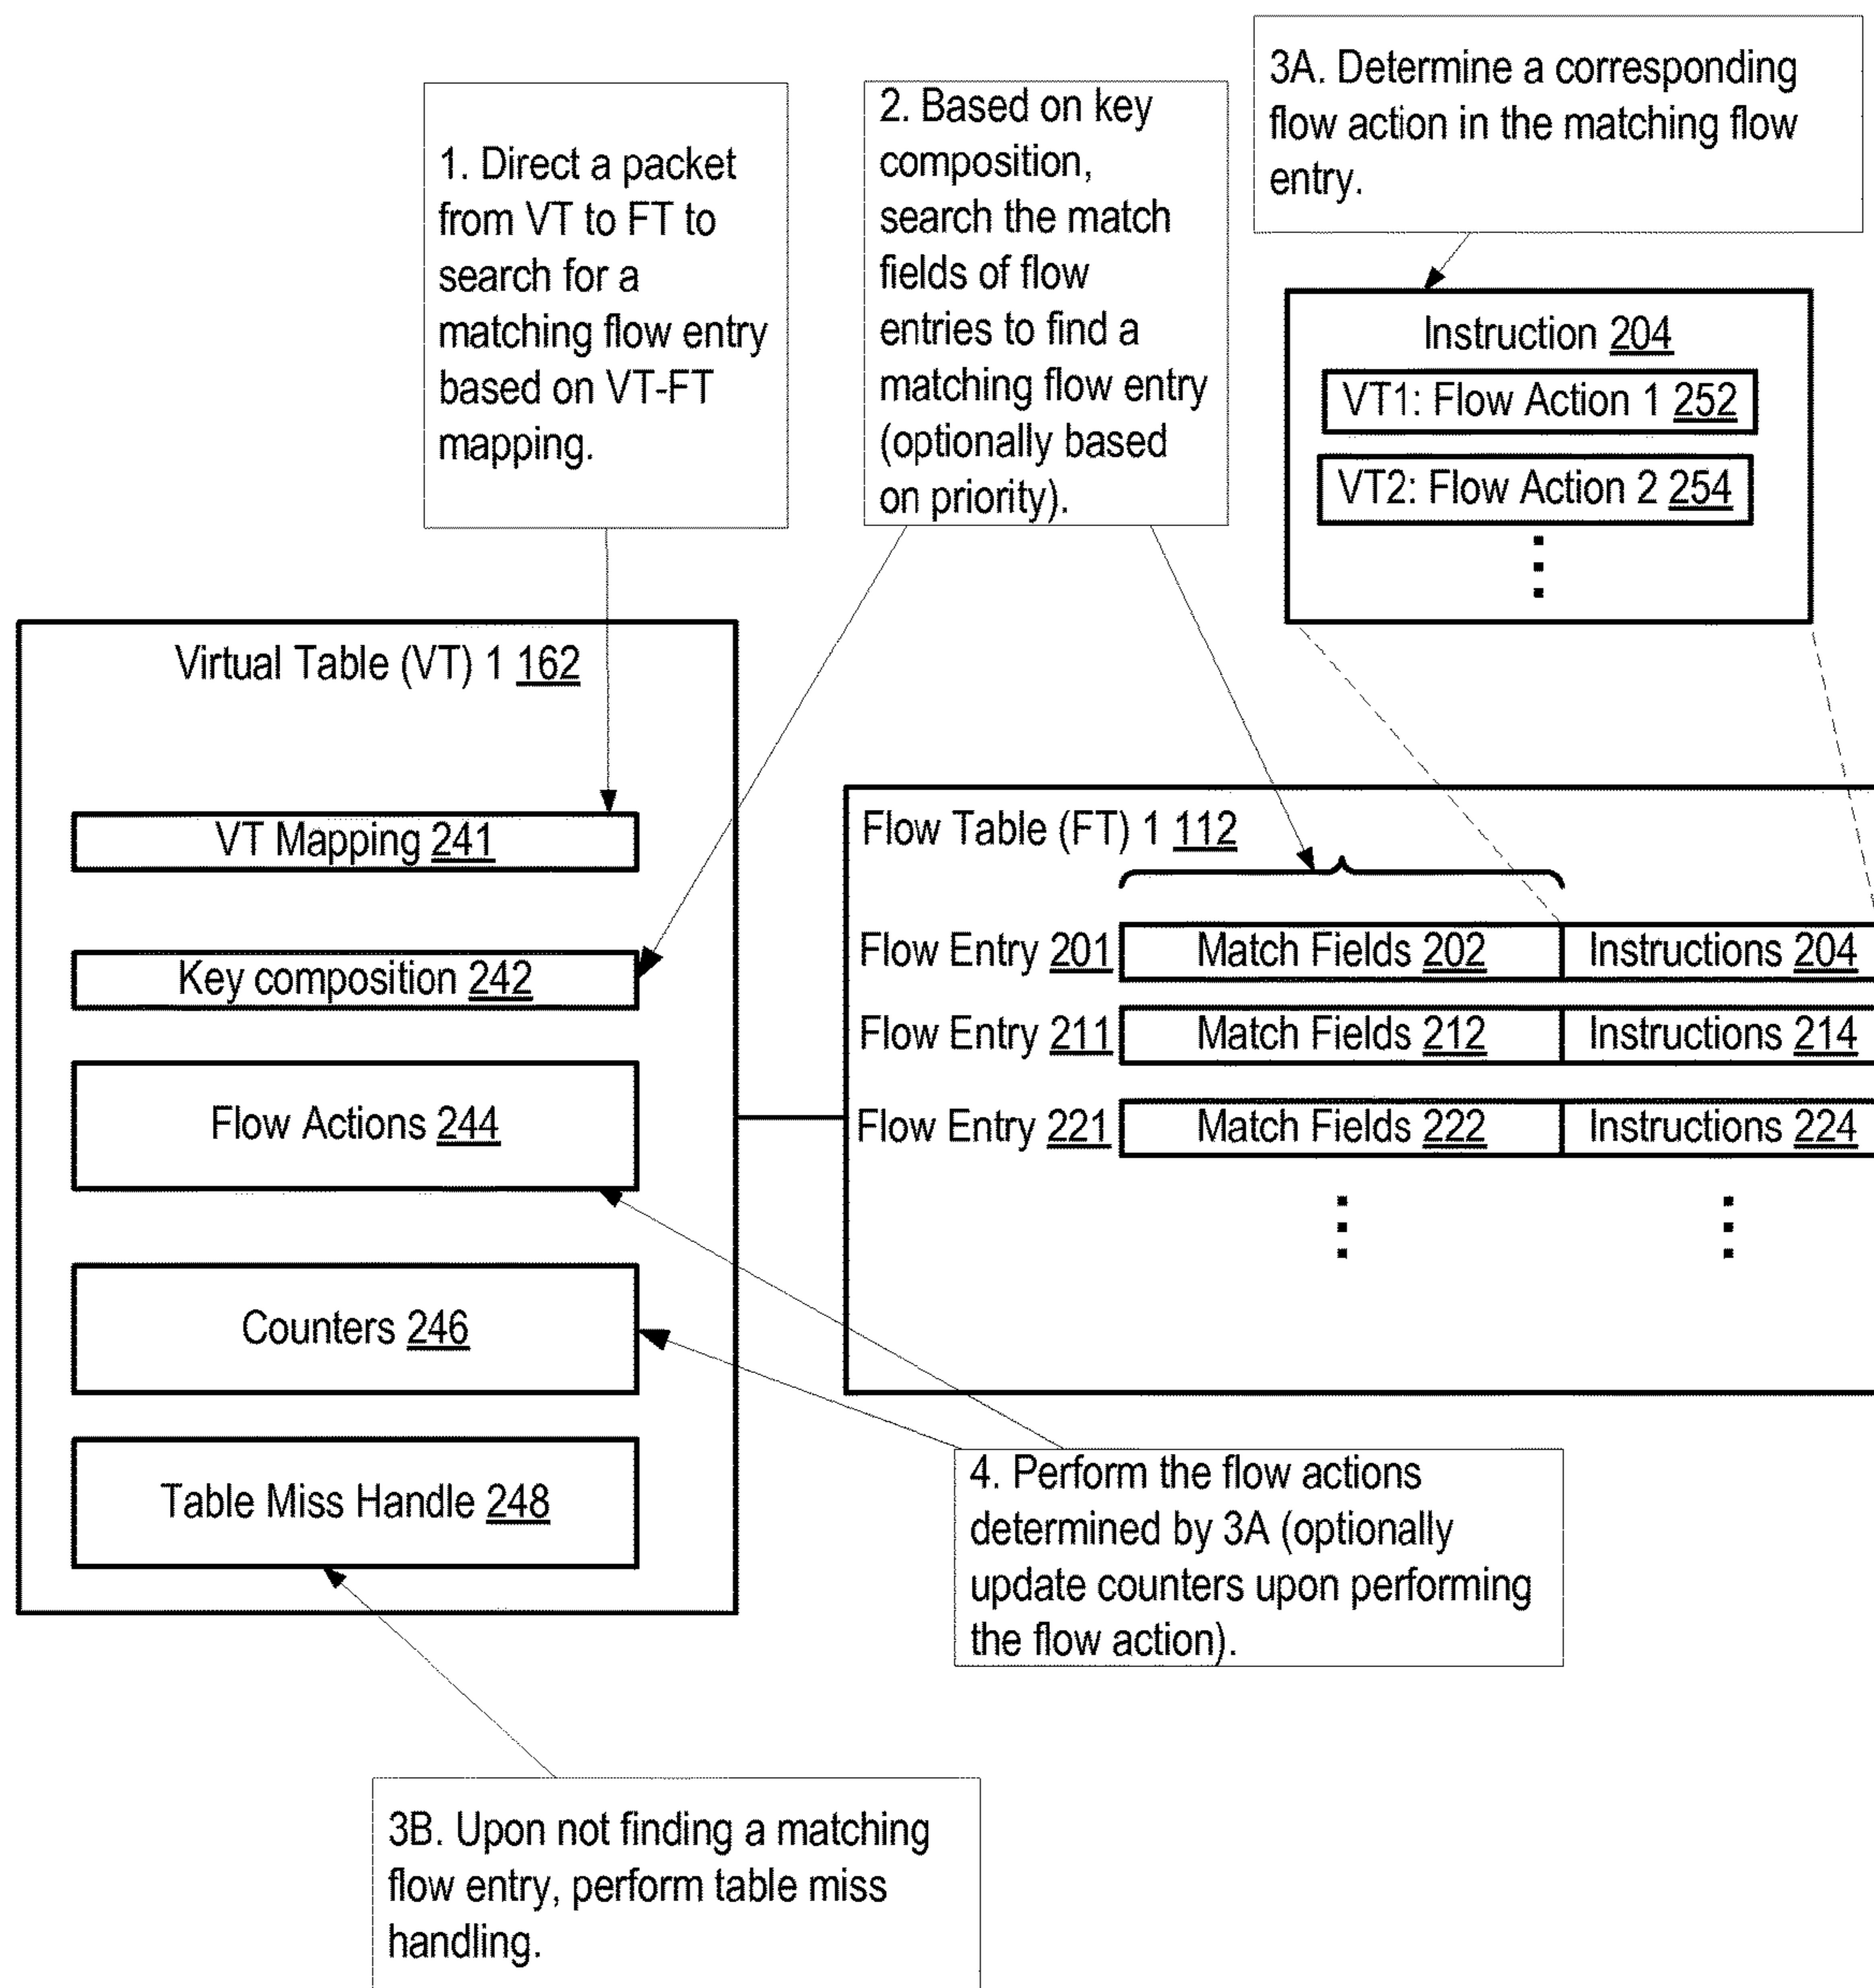 1. Direct a packet
from VT to FT to
search for a
matching flow entry
based on VT-FT
mapping.
2. Based on key
composition,
search the match
fields of flow
entries to find a
matching flow entry
(optionally based
on priority).
3A. Determine a corresponding
flow action in the matching flow
entry.
Instruction 204
VT1: Flow Action 1 252
VT2: Flow Action 2 254
Virtual Table (VT) 1 162
VT Mapping 241
Key composition 242
Flow Actions 244
Counters 246
Table Miss Handle 248
Flow Table (FT) 1 112
Flow Entry 201 Match Fields 202 Instructions 204
Flow Entry 211 Match Fields 212 Instructions 214
Flow Entry 221 Match Fields 222 Instructions 224
4. Perform the flow actions
determined by 3A (optionally
update counters upon performing
the flow action).
3B. Upon not finding a matching
flow entry, perform table miss
handling.